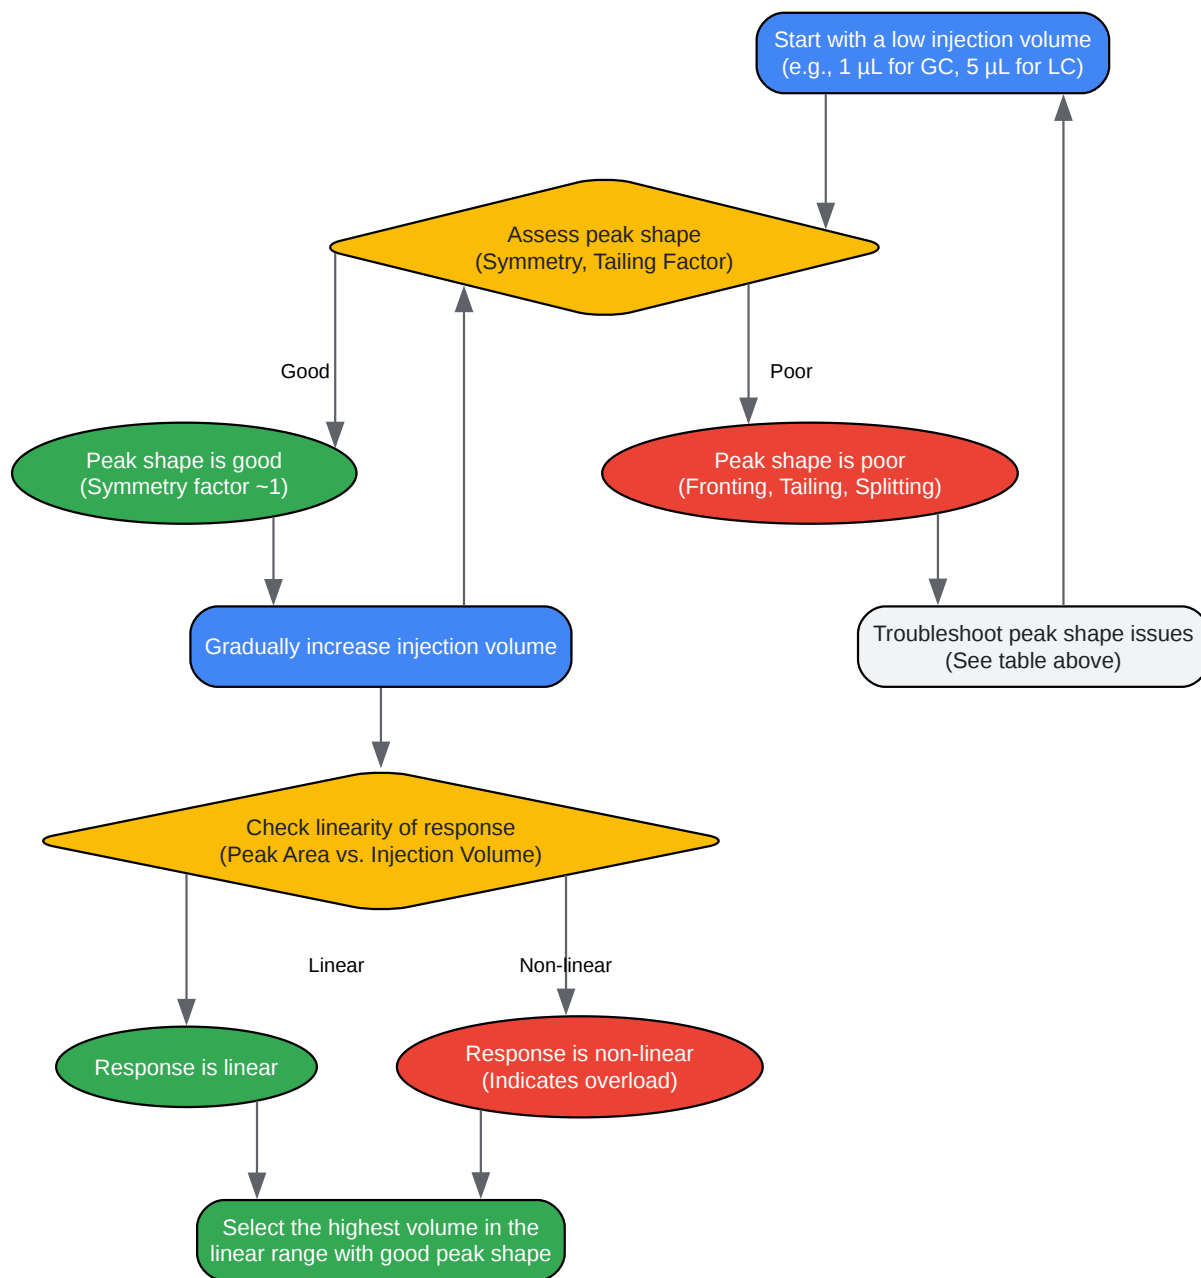 Start with a low injection volume
(e.g., 1 µL for GC, 5 µL for LC)
Assess peak shape
(Symmetry, Tailing Factor)
Good
Poor
Peak shape is good
(Symmetry factor ~1)
Peak shape is poor
(Fronting, Tailing, Splitting)
Gradually increase injection volume
Troubleshoot peak shape issues
(See table above)
Check linearity of response
(Peak Area vs. Injection Volume)
Linear
Non-linear
Response is linear
Response is non-linear
(Indicates overload)
Select the highest volume in the
linear range with good peak shape